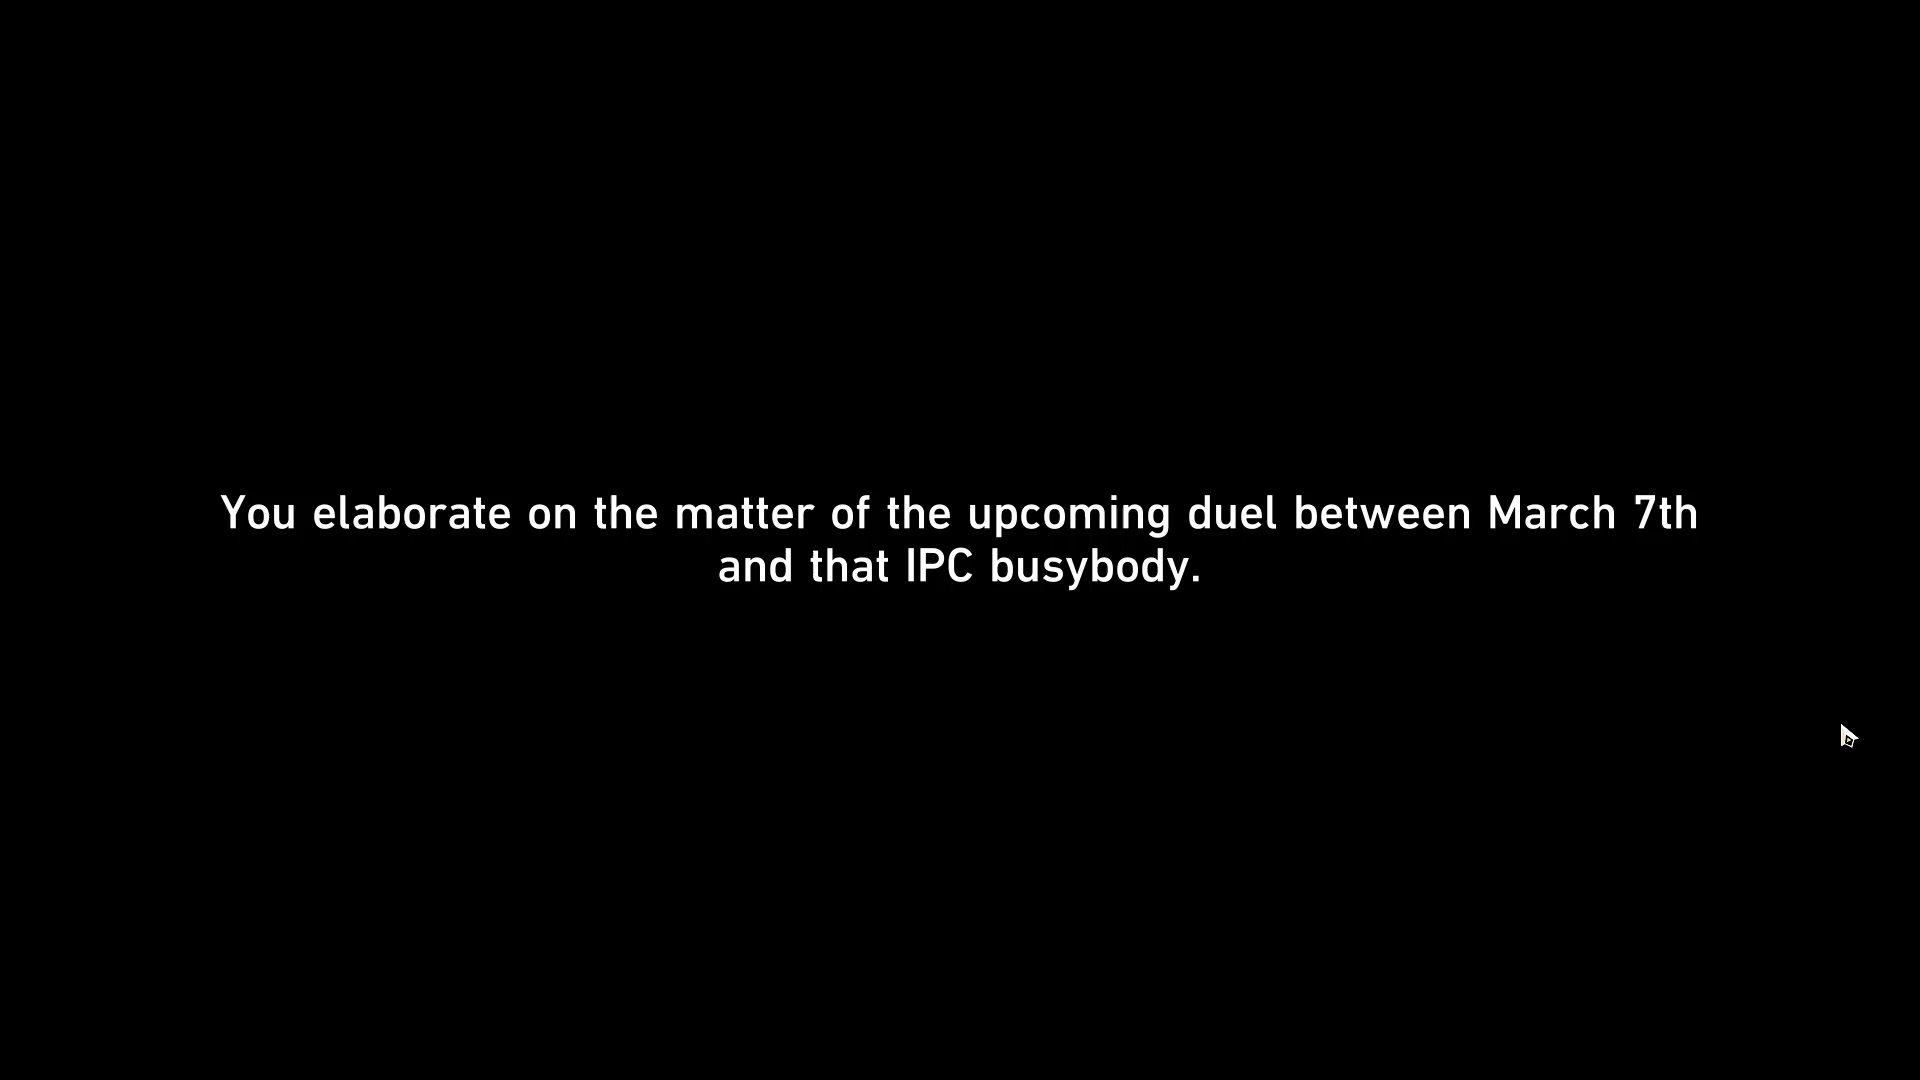 You elaborate on the matter of the upcoming duel between March 7th
and that IPC busybody.